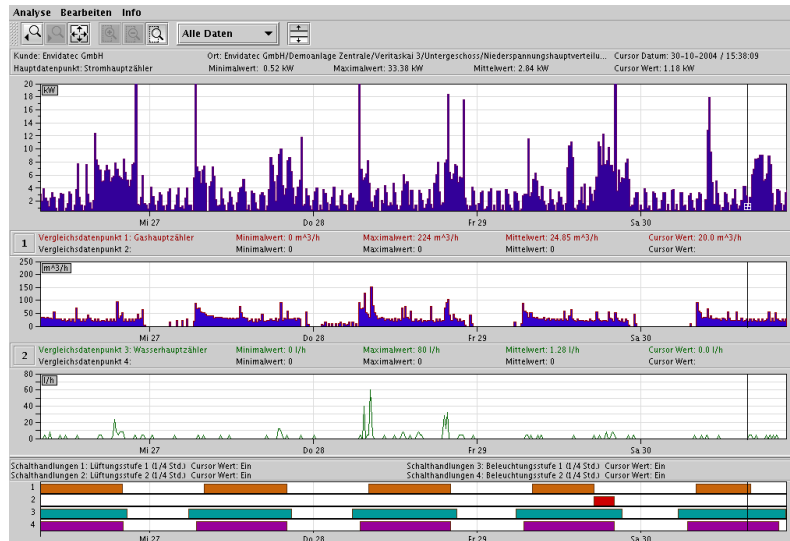 Analyse Bearbeiten Info
Alle Daten
Kunde: Envidatec GmbH Ort: Envidatec GmbH/Demoanlage Zentrale/Veritaskai 3/Untergeschoss/Niederspannungshauptverteilu... Cursor Datum: 30-10-2004 / 15:38:09
Hauptdatenpunkt: Stromhauptzähler Minimalwert: 0.52 kW Maximalwert: 33.38 kW Mittelwert: 2.84 kW Cursor Wert: 1.18 kW
20 kW
18
16
14
12
10
8
6
4
2
Mi 27 Do 28 Fr 29 Sa 30
1 Vergleichsdatenpunkt 1: Gashauptzähler Minimalwert: 0 m^3/h Maximalwert: 224 m^3/h Mittelwert: 24.85 m^3/h Cursor Wert: 20.0 m^3/h
Vergleichsdatenpunkt 2: Minimalwert: 0 Maximalwert: 0 Mittelwert: 0 Cursor Wert:
250 m^3/h
200
150
100
50
0
Mi 27 Do 28 Fr 29 Sa 30
2 Vergleichsdatenpunkt 3: Wasserhauptzähler Minimalwert: 0 l/h Maximalwert: 80 l/h Mittelwert: 1.28 l/h Cursor Wert: 0.0 l/h
Vergleichsdatenpunkt 4: Minimalwert: 0 Maximalwert: 0 Mittelwert: 0 Cursor Wert:
80 l/h
60
40
20
0
Mi 27 Do 28 Fr 29 Sa 30
Schalthandlungen 1: Lüftungsstufe 1 (1/4 Std.) Cursor Wert: Ein Schalthandlungen 3: Beleuchtungsstufe 1 (1/4 Std.) Cursor Wert: Ein
Schalthandlungen 2: Lüftungsstufe 2 (1/4 Std.) Cursor Wert: Ein Schalthandlungen 4: Beleuchtungsstufe 2 (1/4 Std.) Cursor Wert: Ein
1
2
3
4
Mi 27 Do 28 Fr 29 Sa 30